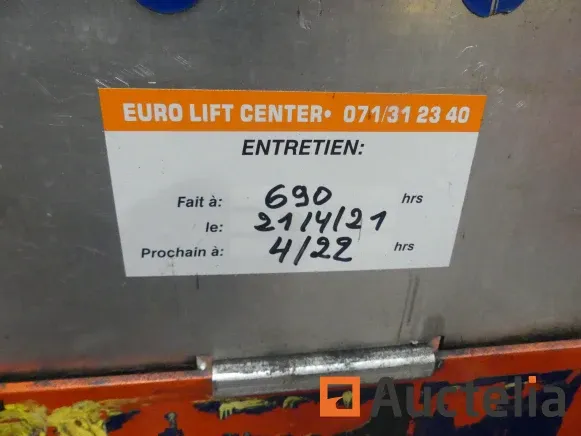 EURO LIFT CENTER• 071/31 23 40
ENTRETIEN:
Fait à: 690 hrs
le: 21/4/21
Prochain à: 4/22 hrs
Auctelia